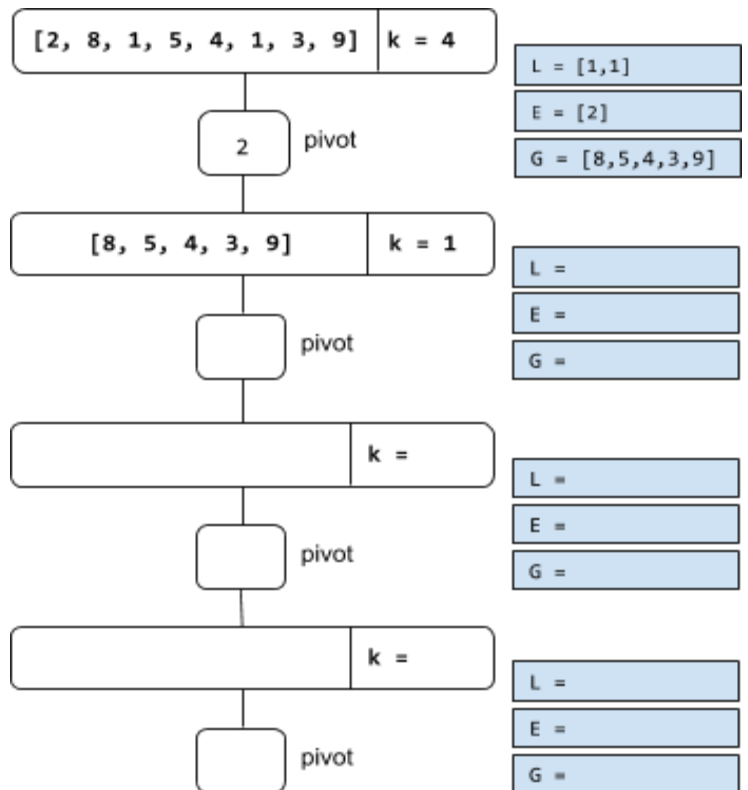 [2, 8, 1, 5, 4, 1, 3, 9] k = 4
L = [1,1]
E = [2]
2 pivot
G = [8,5,4,3,9]
[8, 5, 4, 3, 9] k = 1
L =
E =
pivot
G =
k =
L =
E =
pivot
G =
k =
L =
E =
pivot
G =